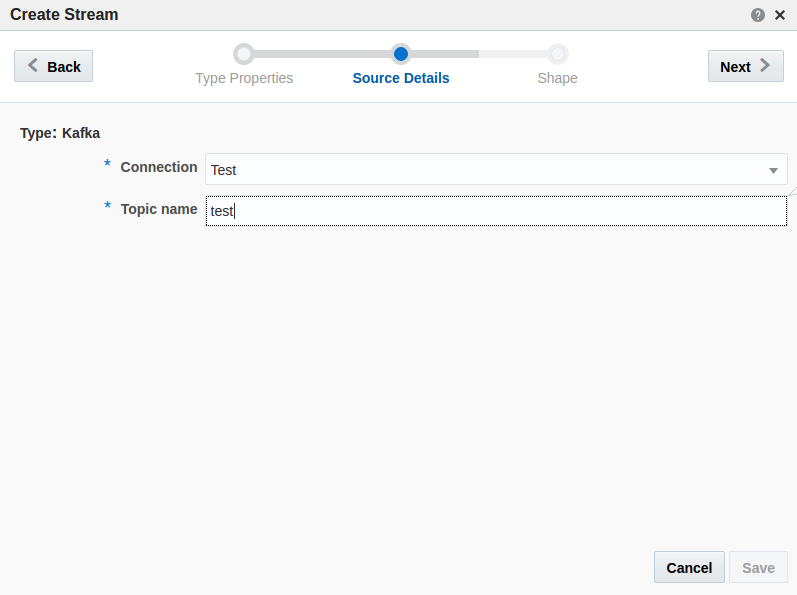 Create Stream
Back
Next
Type Properties
Source Details
Shape
Type: Kafka
* Connection
Test
* Topic name
test
Cancel
Save